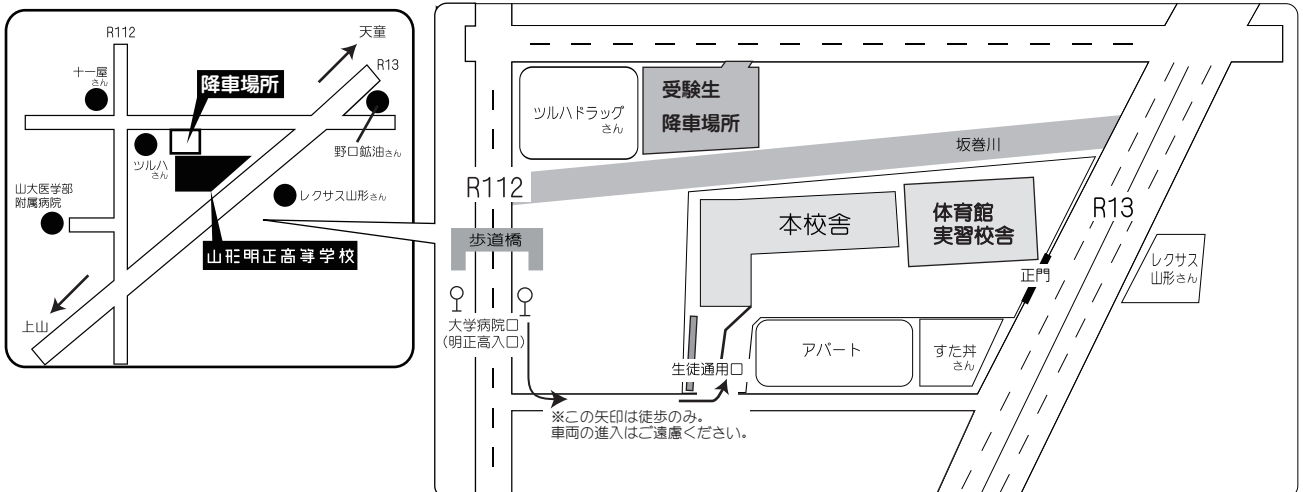 R112
天童
十一屋
さん
降車場所
R13
ツルハ
さん
野口鉱油さん
山大医学部
附属病院
レクサス山形さん
山形明正高等学校
上山
ツルハドラッグ
さん
受験生
降車場所
坂巻川
R112
本校舎
体育館
実習校舎
R13
歩道橋
正門
レクサス
山形さん
大学病院口
(明正高入口)
アパート
すた丼
さん
生徒通用口
※この矢印は徒歩のみ。
車両の進入はご遠慮ください。